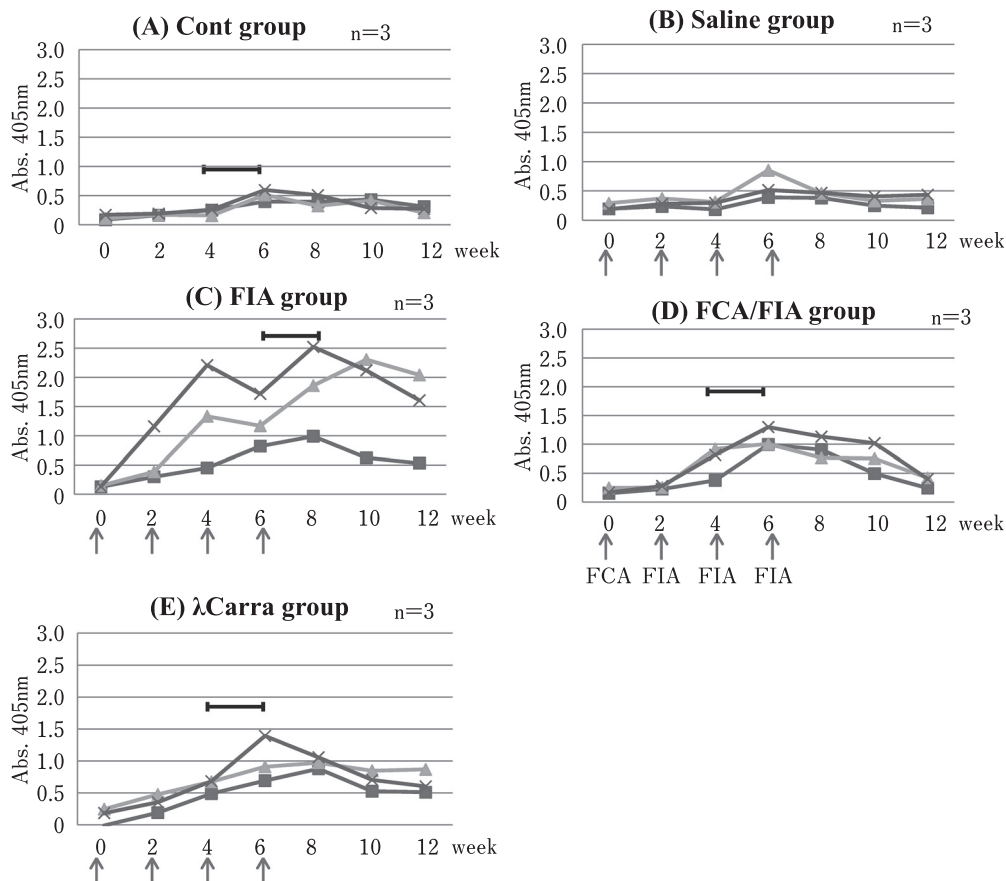 (A) Cont group n=3
3.0
2.5
2.0
1.5
1.0
0.5
0
Abs. 405nm
0 2 4 6 8 10 12 week
(B) Saline group n=3
3.0
2.5
2.0
1.5
1.0
0.5
0
Abs. 405nm
0 2 4 6 8 10 12 week
(C) FIA group n=3
3.0
2.5
2.0
1.5
1.0
0.5
0
Abs. 405nm
0 2 4 6 8 10 12 week
(D) FCA/FIA group n=3
3.0
2.5
2.0
1.5
1.0
0.5
0
Abs. 405nm
0 2 4 6 8 10 12 week
FCA FIA FIA FIA
(E) λCarra group n=3
3.0
2.5
2.0
1.5
1.0
0.5
0
Abs. 405nm
0 2 4 6 8 10 12 week